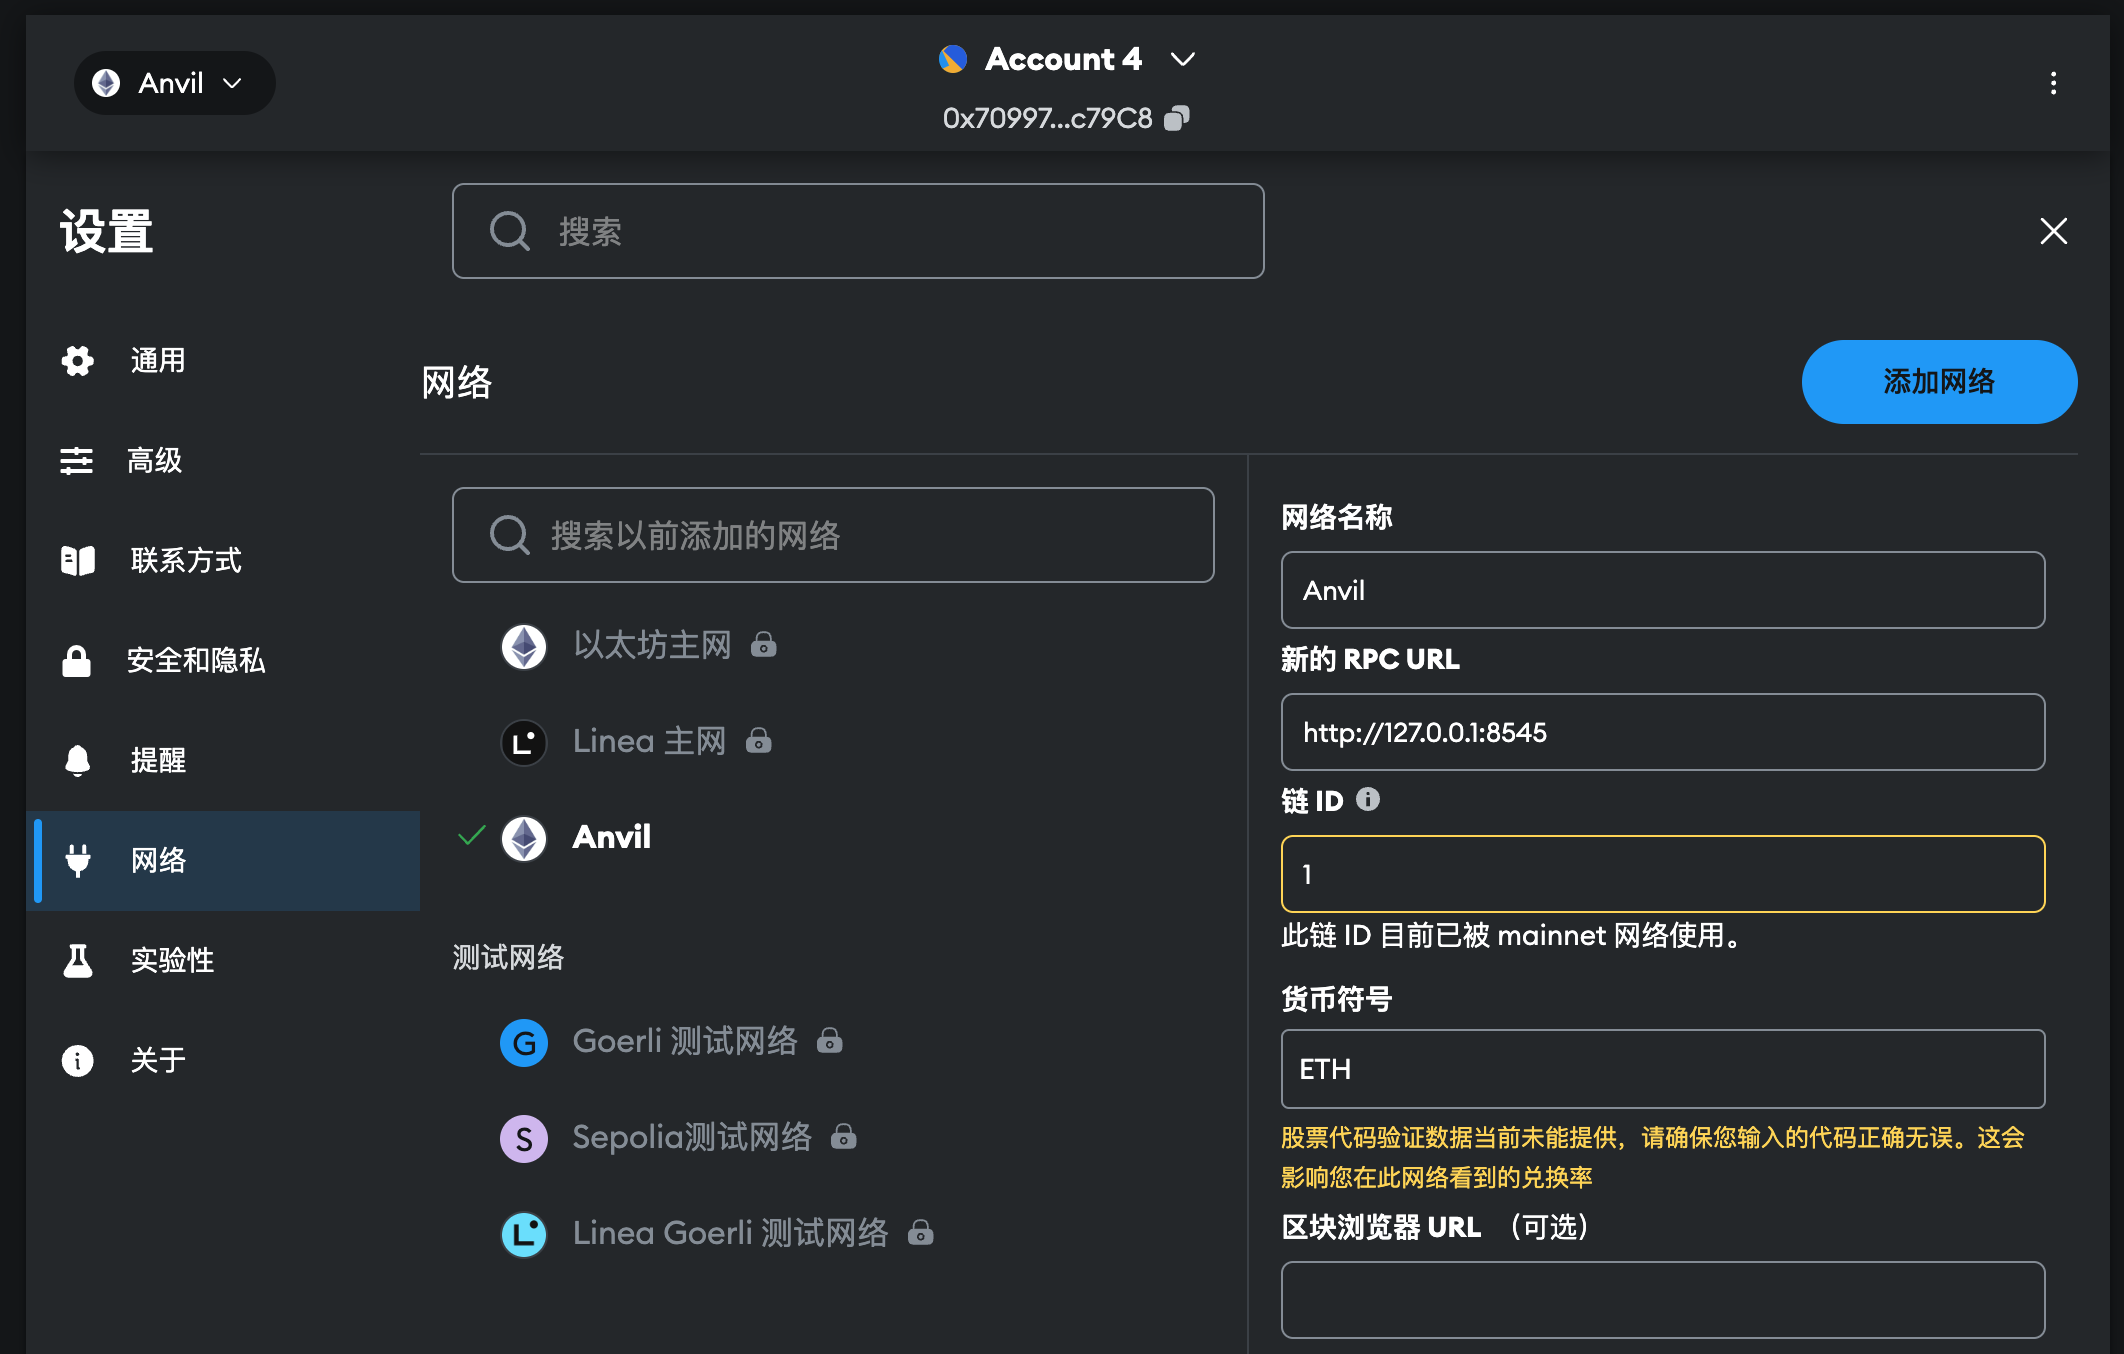 Anvil
Account 4
0x70997...c79C8
设置
搜索
通用
高级
联系方式
安全和隐私
提醒
网络
实验性
关于
网络
添加网络
搜索以前添加的网络
以太坊主网
Linea 主网
Anvil
测试网络
Goerli 测试网络
Sepolia测试网络
Linea Goerli 测试网络
网络名称
Anvil
新的 RPC URL
http://127.0.0.1:8545
链 ID
1
此链 ID 目前已被 mainnet 网络使用。
货币符号
ETH
股票代码验证数据当前未能提供，请确保您输入的代码正确无误。这会
影响您在此网络看到的兑换率
区块浏览器 URL （可选）